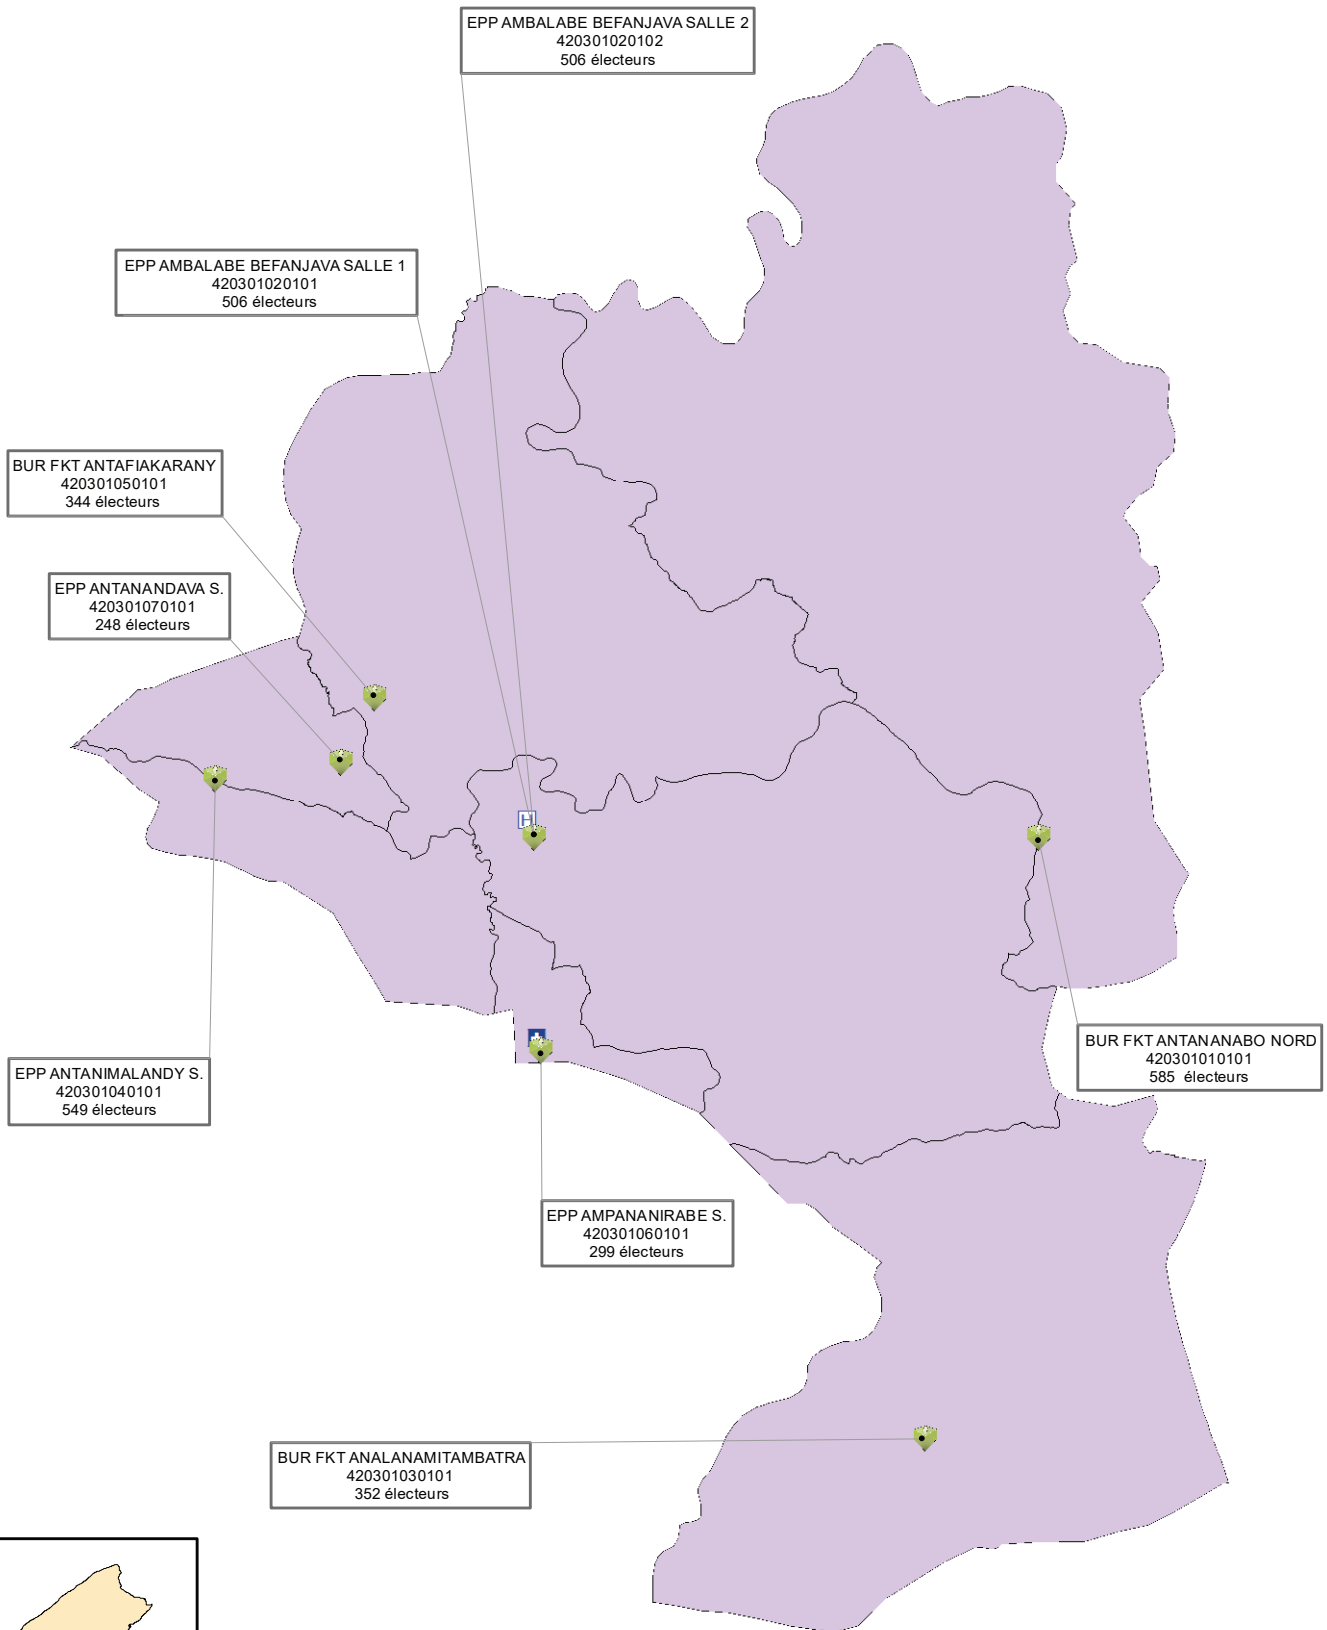 EPP AMBALABE BEFANJAVA SALLE 2
420301020102
506 électeurs
EPP AMBALABE BEFANJAVA SALLE 1
420301020101
506 électeurs
BUR FKT ANTAFIAKARANY
420301050101
344 électeurs
EPP ANTANANDAVA S.
420301070101
248 électeurs
H
BUR FKT ANTANANABO NORD
420301010101
585 électeurs
EPP ANTANIMALANDY S.
420301040101
549 électeurs
EPP AMPANANIRABE S.
420301060101
299 électeurs
BUR FKT ANALANAMITAMBATRA
420301030101
352 électeurs